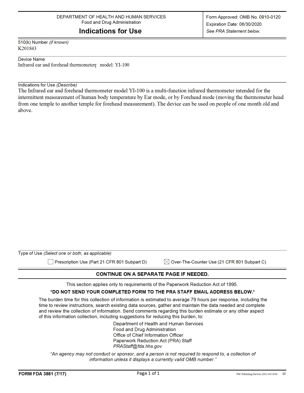 DEPARTMENT OF HEALTH AND HUMAN SERVICES
Food and Drug Administration
Indications for Use
Form Approved: OMB No. 0910-0120
Expiration Date: 06/30/2020
See PRA Statement below.
510(k) Number (if known)
K201843
Device Name
Infrared ear and forehead thermometer, model: YI-100
Indications for Use (Describe)
The Infrared ear and forehead thermometer model YI-100 is a multi-function infrared thermometer intended for the
intermittent measurement of human body temperature by Ear mode, or by Forehead mode (moving the thermometer head
from one temple to another temple for forehead measurement). The device can be used on people of one month old and
above.
Type of Use (Select one or both, as applicable)
Prescription Use (Part 21 CFR 801 Subpart D)
Over-The-Counter Use (21 CFR 801 Subpart C)
CONTINUE ON A SEPARATE PAGE IF NEEDED.
This section applies only to requirements of the Paperwork Reduction Act of 1995.
*DO NOT SEND YOUR COMPLETED FORM TO THE PRA STAFF EMAIL ADDRESS BELOW.*
The burden time for this collection of information is estimated to average 79 hours per response, including the
time to review instructions, search existing data sources, gather and maintain the data needed and complete
and review the collection of information. Send comments regarding this burden estimate or any other aspect
of this information collection, including suggestions for reducing this burden, to:
Department of Health and Human Services
Food and Drug Administration
Office of Chief Information Officer
Paperwork Reduction Act (PRA) Staff
PRAStaff@fda.hhs.gov
"An agency may not conduct or sponsor, and a person is not required to respond to, a collection of
information unless it displays a currently valid OMB number."
FORM FDA 3881 (7/17)
Page 1 of 1